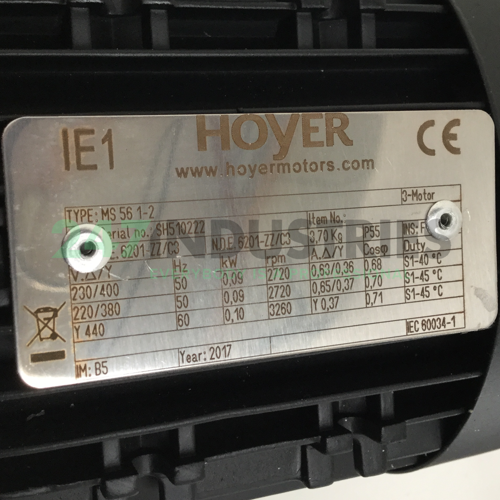 IE1 HOYER CE
www.hoyermotors.com
3~Motor
TYPE: MS 56 1-2 Item No.:
Serial no.: SH510222 3,70 Kg IP55 INS.F
6201-ZZ/C3 N.D.E. 6201-ZZ/C3
Hz kW rpm A.Δ/Y Cosφ Duty
230/400 50 0,09 2720 0,63/0,36 0,68 S1-40 °C
220/380 50 0,09 2720 0,65/0,37 0,70 S1-45 °C
Y 440 60 0,10 3260 Y 0,37 0,71 S1-45 °C
IM: B5 Year: 2017 IEC 60034-1
INDUSTRIES